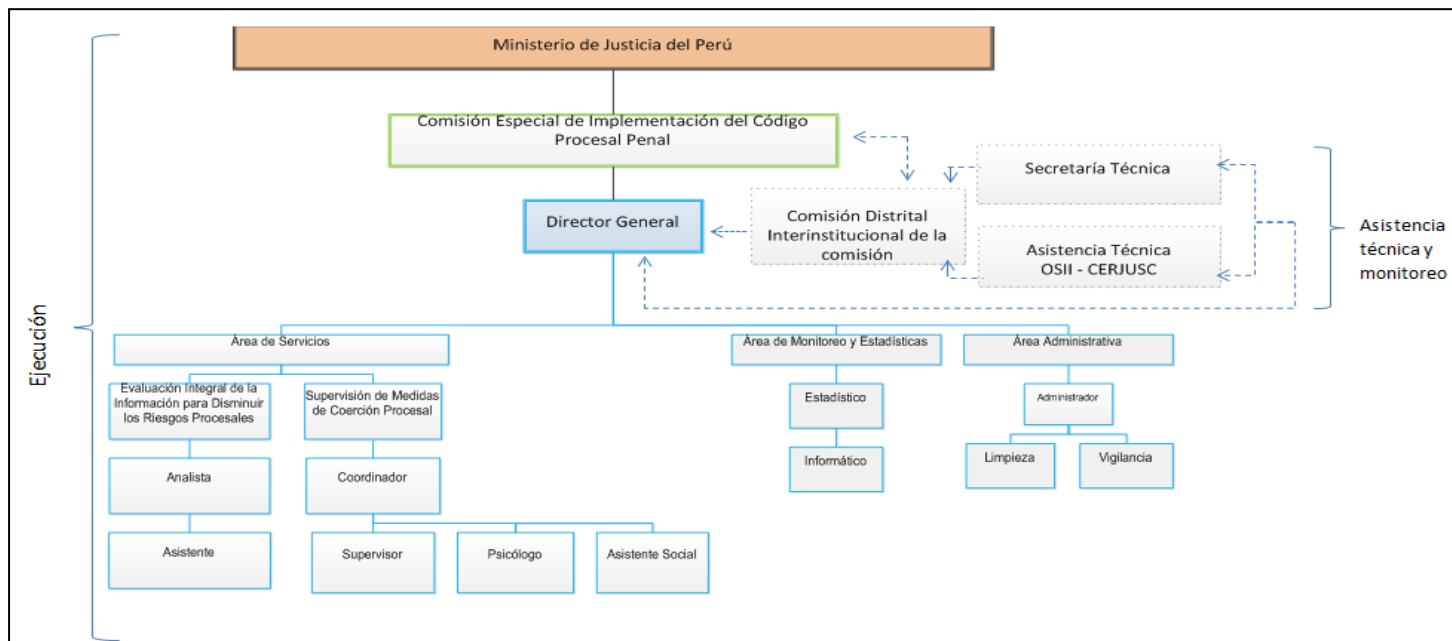 Ministerio de Justicia del Perú
Comisión Especial de Implementación del Código
Procesal Penal
Secretaría Técnica
Director General
Comisión Distrital
Interinstitucional de la
comisión
Asistencia Técnica
OSII - CERJUSC
Asistencia
técnica y
monitoreo
Ejecución
Área de Servicios
Área de Monitoreo y Estadísticas
Área Administrativa
Evaluación Integral de la
Información para Disminuir
los Riesgos Procesales
Supervisión de Medidas
de Coerción Procesal
Estadístico
Administrador
Analista
Coordinador
Informático
Limpieza
Vigilancia
Asistente
Supervisor
Psicólogo
Asistente Social